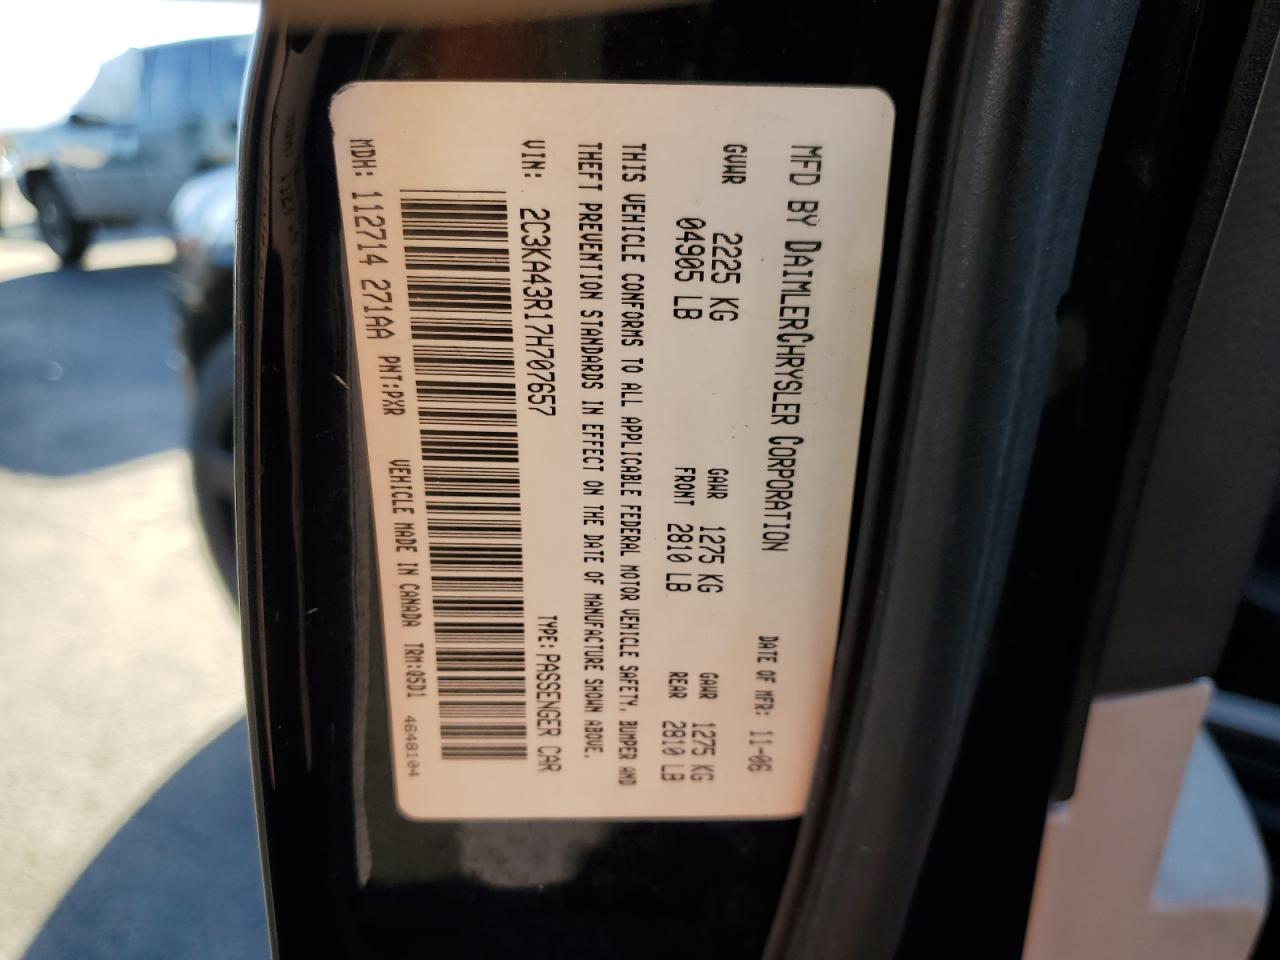 MFD BY DAIMLERCHRYSLER CORPORATION DATE OF MFR: 11-06
GVWR 2225 KG GAWR 1275 KG GAWR 1275 KG
04905 LB FRONT 2810 LB REAR 2810 LB
THIS VEHICLE CONFORMS TO ALL APPLICABLE FEDERAL MOTOR VEHICLE SAFETY, BUMPER AND
THEFT PREVENTION STANDARDS IN EFFECT ON THE DATE OF MANUFACTURE SHOWN ABOVE.
VIN: 2C3KA43R17H707657 TYPE: PASSENGER CAR
MDH: 112714 271AA PNT:PXR VEHICLE MADE IN CANADA TRM:QSD1 4648104